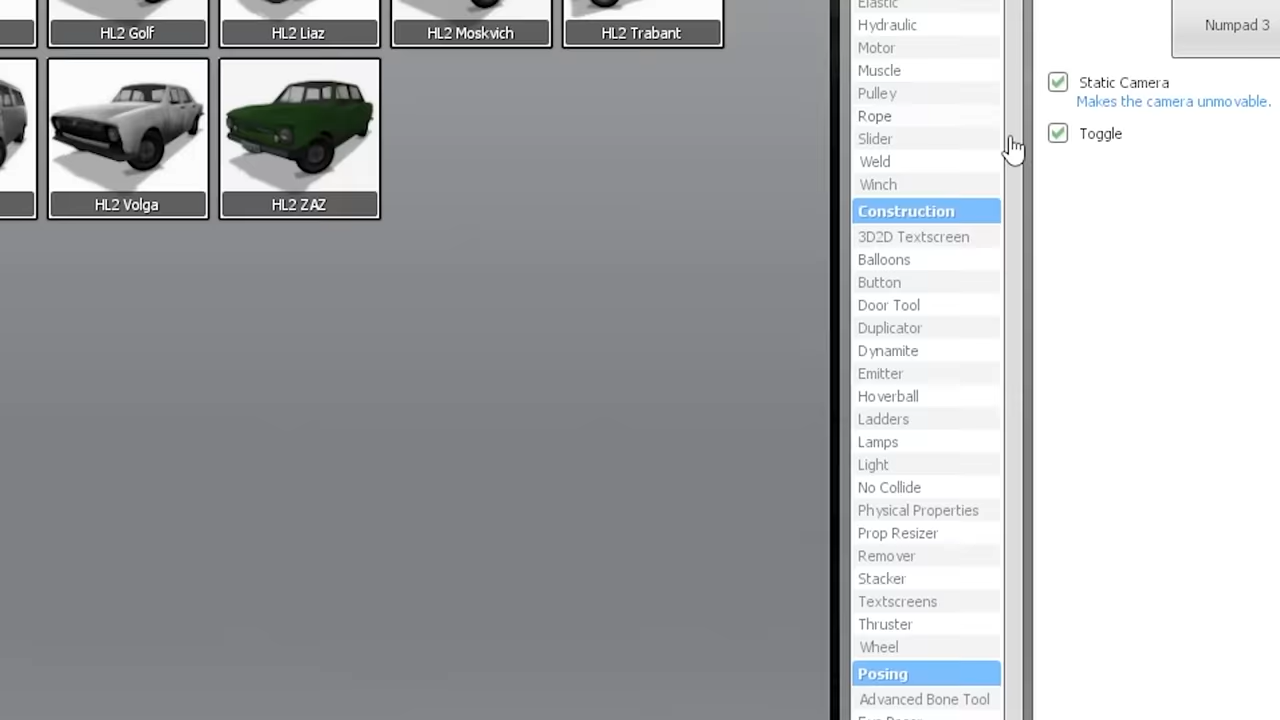 HL2 Golf
HL2 Liaz
HL2 Moskvich
HL2 Trabant
HL2 Volga
HL2 ZAZ
Elastic
Hydraulic
Motor
Muscle
Pulley
Rope
Slider
Weld
Winch
Construction
3D2D Textscreen
Balloons
Button
Door Tool
Duplicator
Dynamite
Emitter
Hoverball
Ladders
Lamps
Light
No Collide
Physical Properties
Prop Resizer
Remover
Stacker
Textscreens
Thruster
Wheel
Posing
Advanced Bone Tool
Numpad 3
Static Camera
Makes the camera unmovable.
Toggle